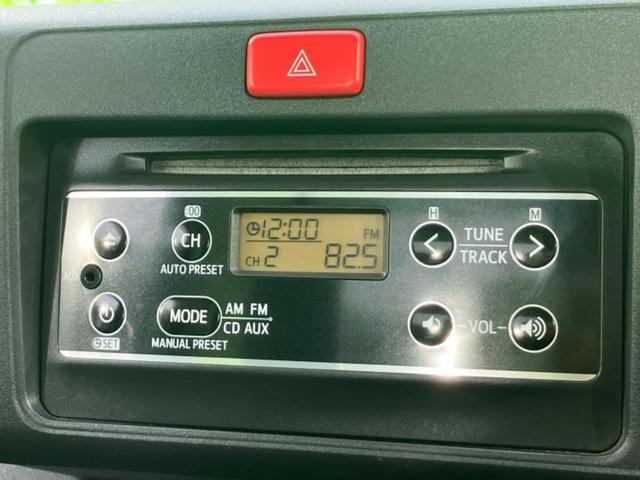 :00
H
M
12:00
FM
CH
TUNE
CH 2
82.5
TRACK
AUTO PRESET
MODE
AM FM
CD AUX
VOL
SET
MANUAL PRESET